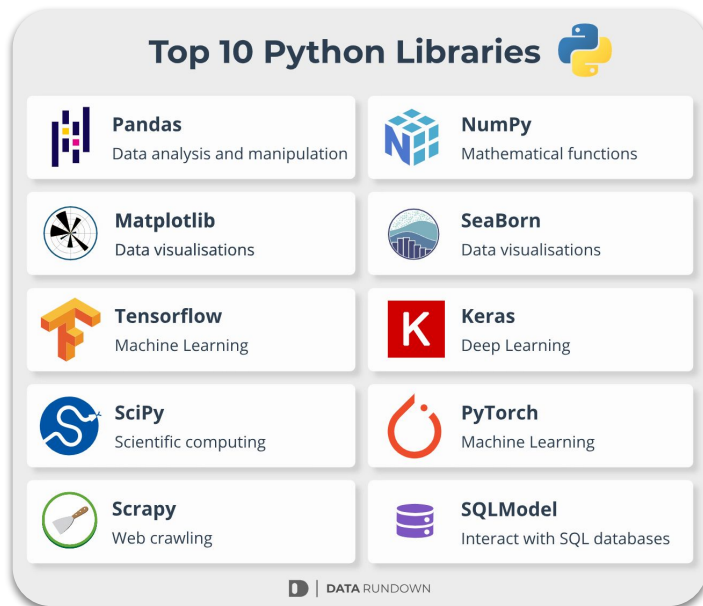 Top 10 Python Libraries
Pandas
Data analysis and manipulation
NumPy
Mathematical functions
Matplotlib
Data visualisations
SeaBorn
Data visualisations
Tensorflow
Machine Learning
K
Keras
Deep Learning
SciPy
Scientific computing
PyTorch
Machine Learning
Scrapy
Web crawling
SQLModel
Interact with SQL databases
D | DATA RUNDOWN